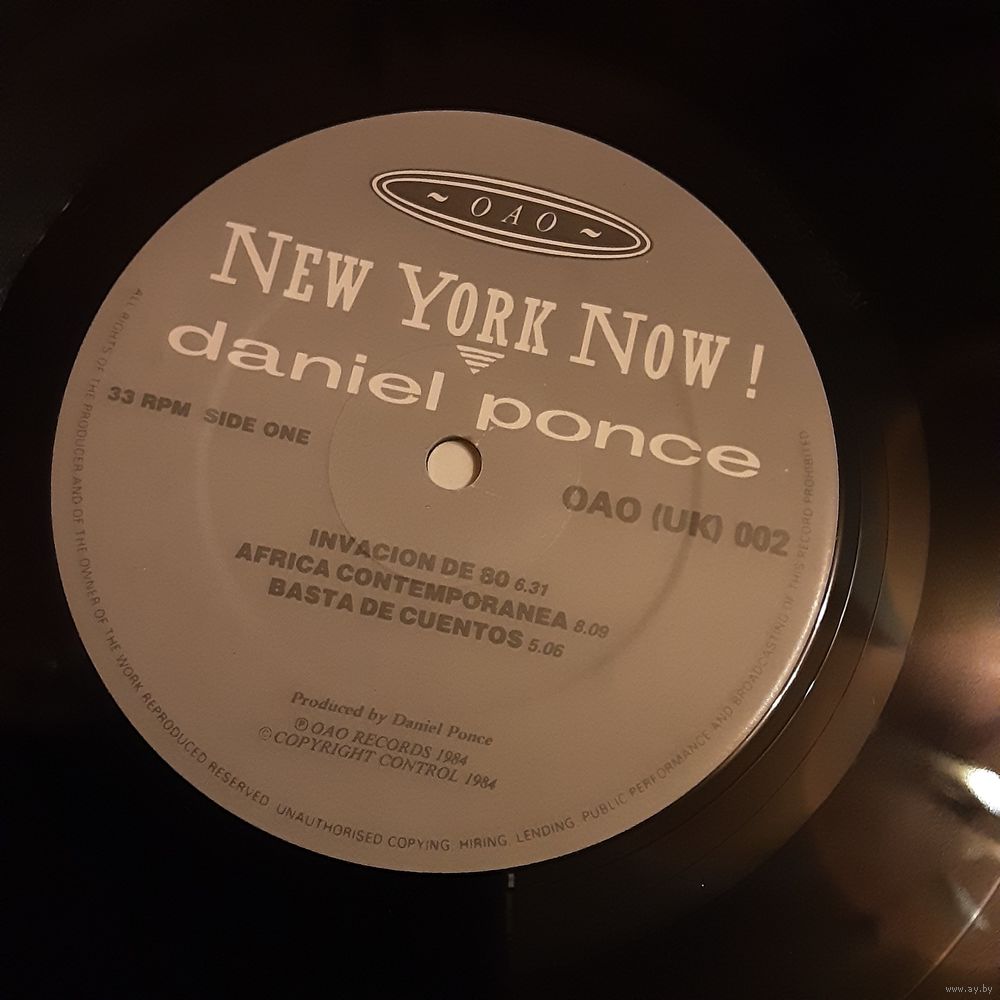 ~ OAO ~
NEW YORK NOW !
daniel ponce
33 RPM SIDE ONE
OAO (UK) 002
INVACION DE 80 6.31
AFRICA CONTEMPORANEA 8.09
BASTA DE CUENTOS 5.06
Produced by Daniel Ponce
Ⓟ OAO RECORDS 1984
© COPYRIGHT CONTROL 1984
ALL RIGHTS OF THE PRODUCER AND OF THE OWNER OF THE WORK REPRODUCED RESERVED. UNAUTHORISED COPYING, HIRING, LENDING, PUBLIC PERFORMANCE AND BROADCASTING OF THIS RECORD PROHIBITED
www.ay.by